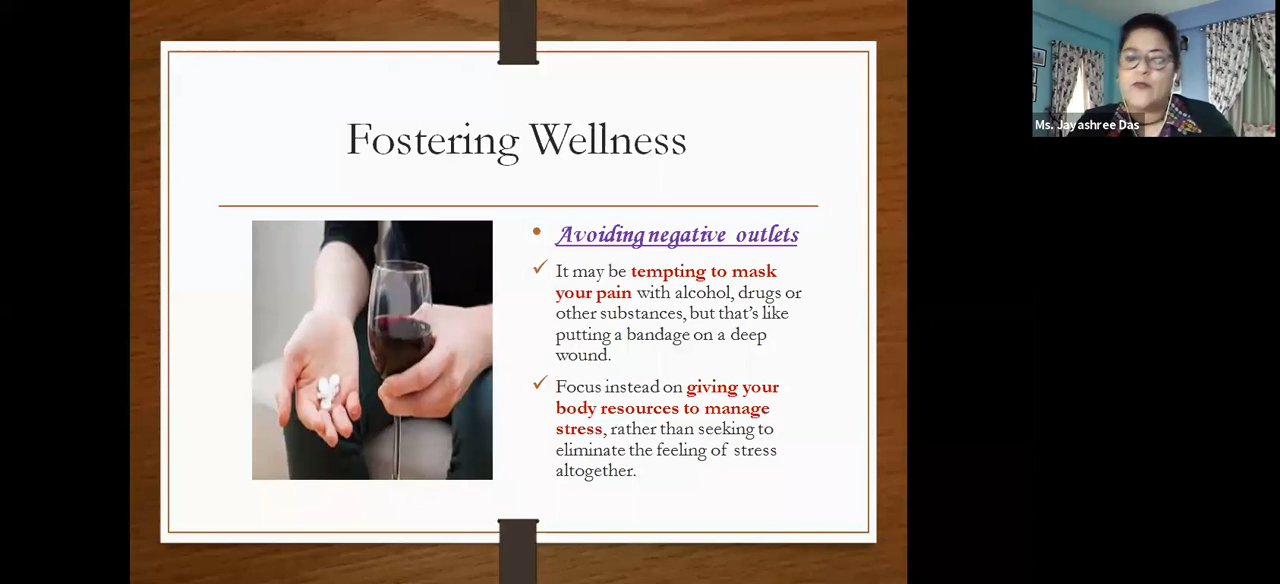 Fostering Wellness
• Avoiding negative outlets
✓ It may be tempting to mask
your pain with alcohol, drugs or
other substances, but that's like
putting a bandage on a deep
wound.
✓ Focus instead on giving your
body resources to manage
stress, rather than seeking to
eliminate the feeling of stress
altogether.
Ms. Jayashree Das